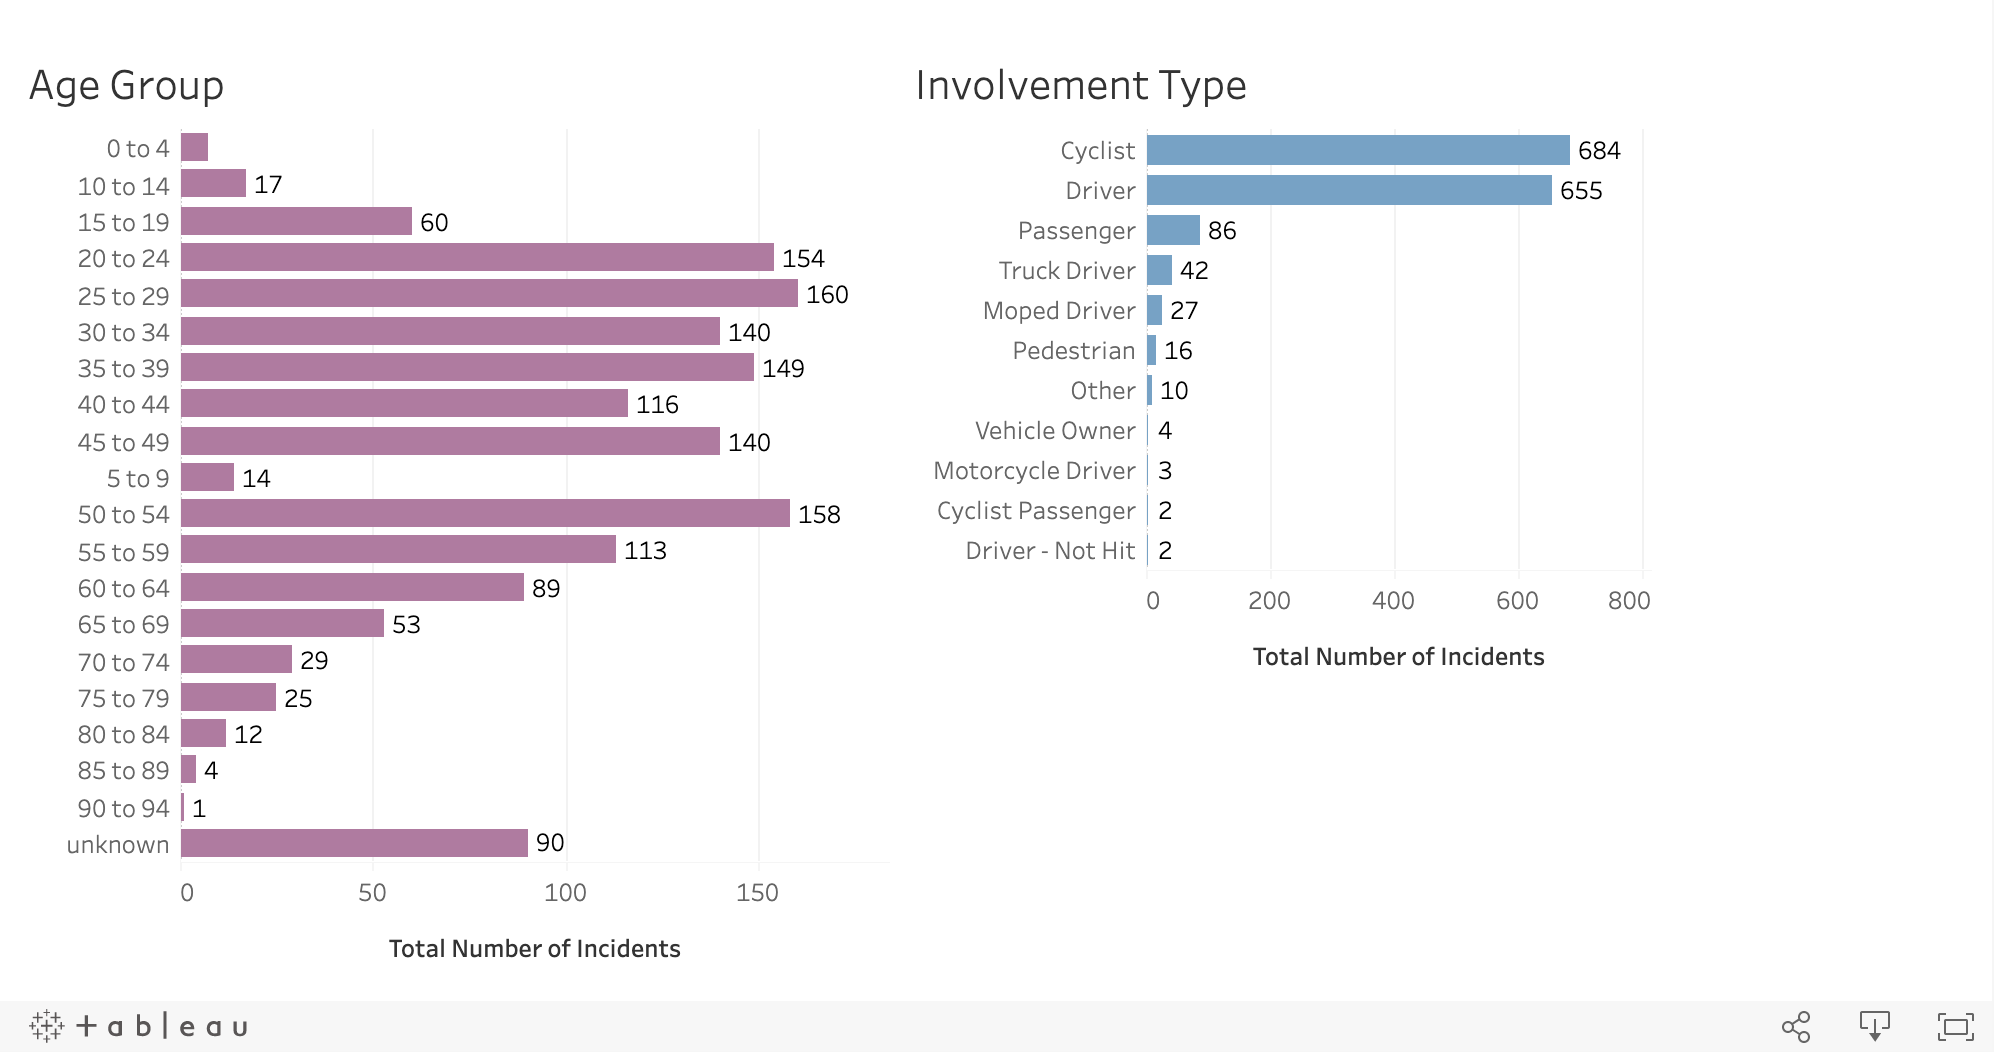 Age Group
0 to 4
10 to 14 17
15 to 19 60
20 to 24 154
25 to 29 160
30 to 34 140
35 to 39 149
40 to 44 116
45 to 49 140
5 to 9 14
50 to 54 158
55 to 59 113
60 to 64 89
65 to 69 53
70 to 74 29
75 to 79 25
80 to 84 12
85 to 89 4
90 to 94 1
unknown 90
0 50 100 150
Total Number of Incidents
Involvement Type
Cyclist 684
Driver 655
Passenger 86
Truck Driver 42
Moped Driver 27
Pedestrian 16
Other 10
Vehicle Owner 4
Motorcycle Driver 3
Cyclist Passenger 2
Driver - Not Hit 2
0 200 400 600 800
Total Number of Incidents
+ableau